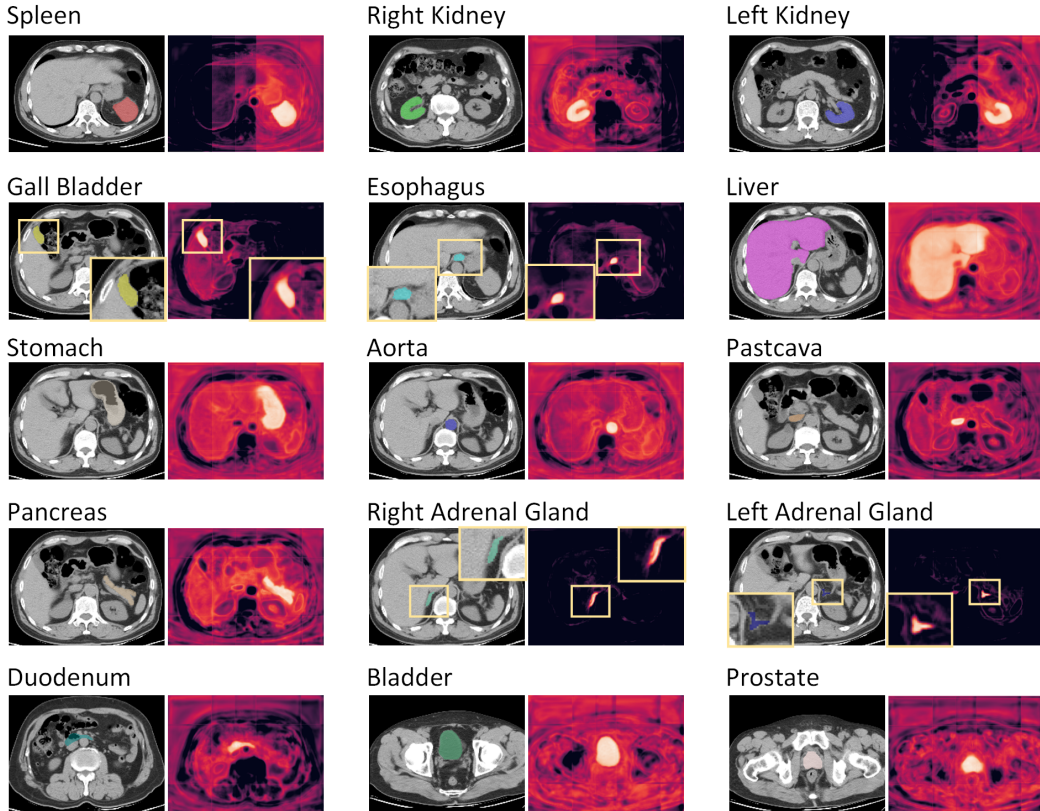 Spleen
Right Kidney
Left Kidney
Gall Bladder
Esophagus
Liver
Stomach
Aorta
Pastcava
Pancreas
Right Adrenal Gland
Left Adrenal Gland
Duodenum
Bladder
Prostate